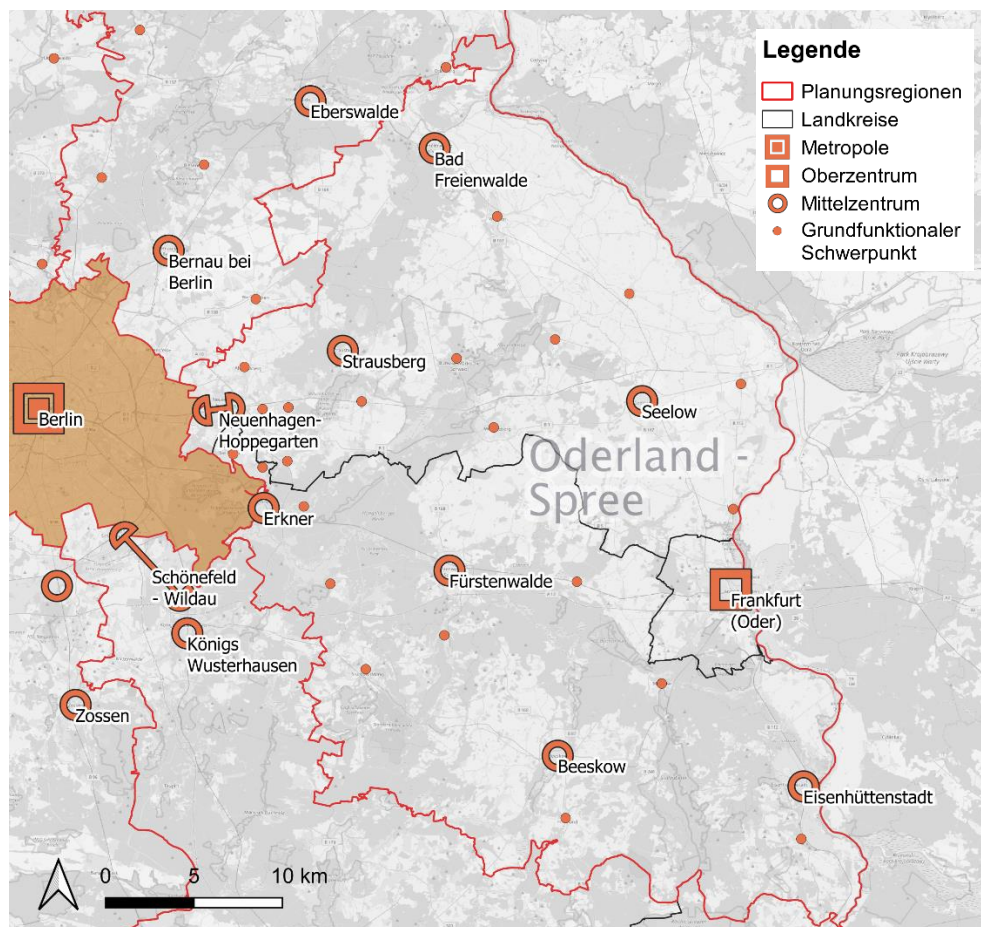 Legende
Planungsregionen
Landkreise
Metropole
Oberzentrum
Mittelzentrum
Grundfunktionaler
Schwerpunkt
Eberswalde
Bad
Freienwalde
Bernau bei
Berlin
Strausberg
Berlin
Neuenhagen-
Hoppegarten
Seelow
Oderland -
Spree
Erkner
Fürstenwalde
Schönefeld
- Wildau
Frankfurt
(Oder)
Königs
Wusterhausen
Zossen
Beeskow
Eisenhüttenstadt
0 5 10 km